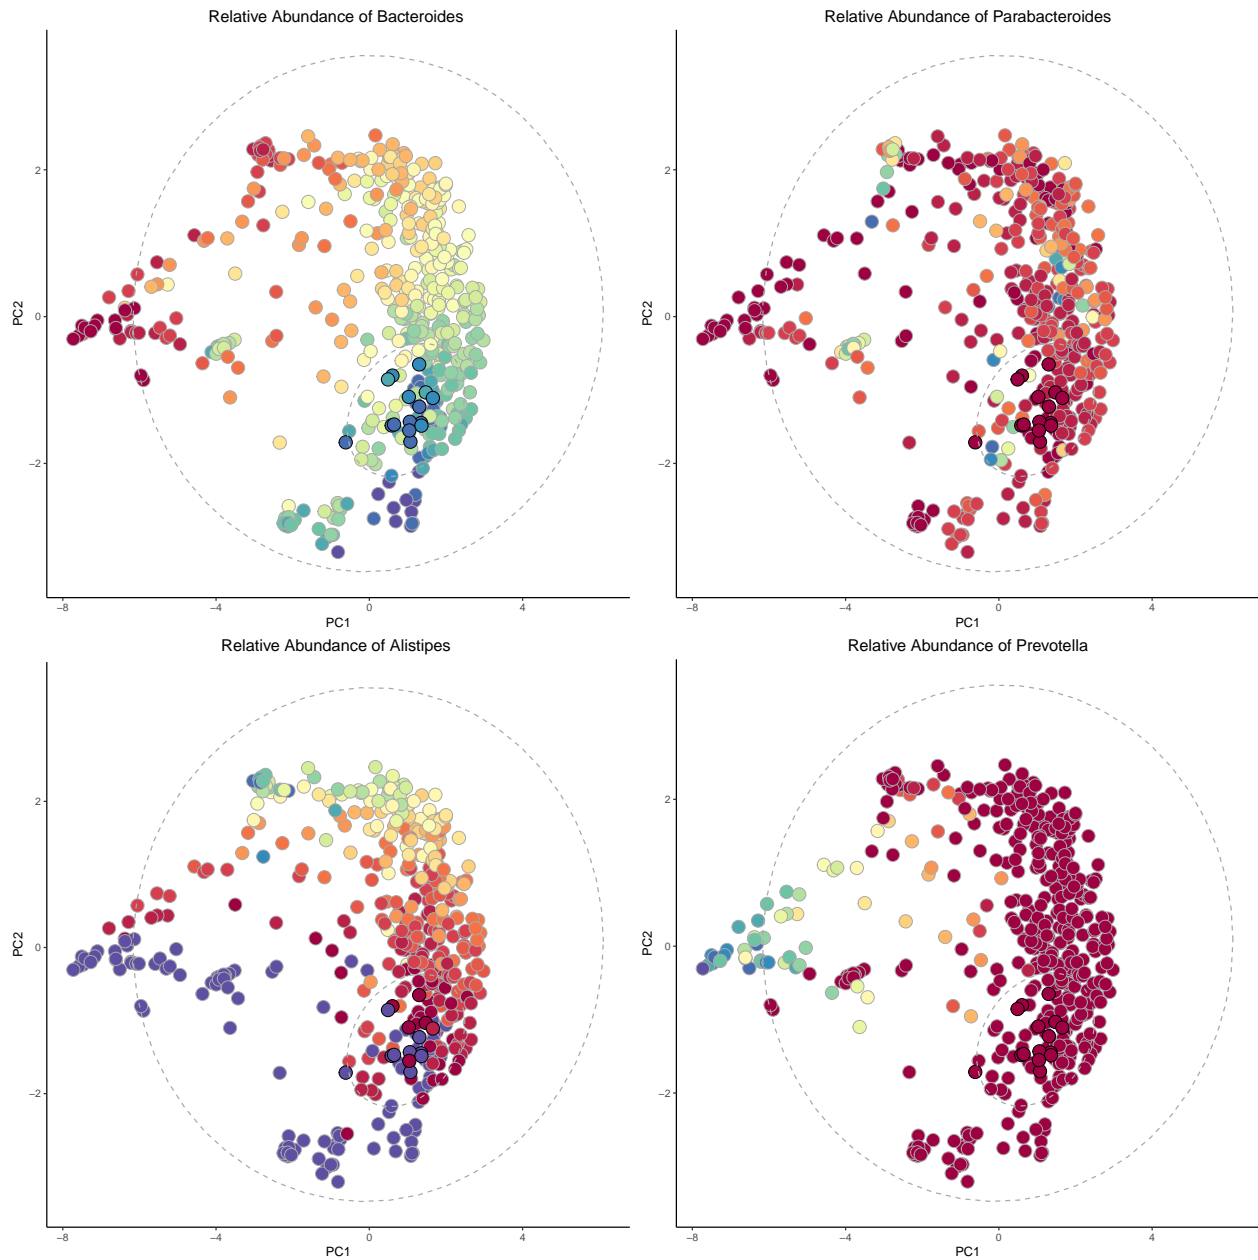 Relative Abundance of Bacteroides
PC2
2
0
−2
−8
−4
0
4
PC1
Relative Abundance of Parabacteroides
PC2
2
0
−2
−8
−4
0
4
PC1
Relative Abundance of Alistipes
PC2
2
0
−2
−8
−4
0
4
PC1
Relative Abundance of Prevotella
PC2
2
0
−2
−8
−4
0
4
PC1